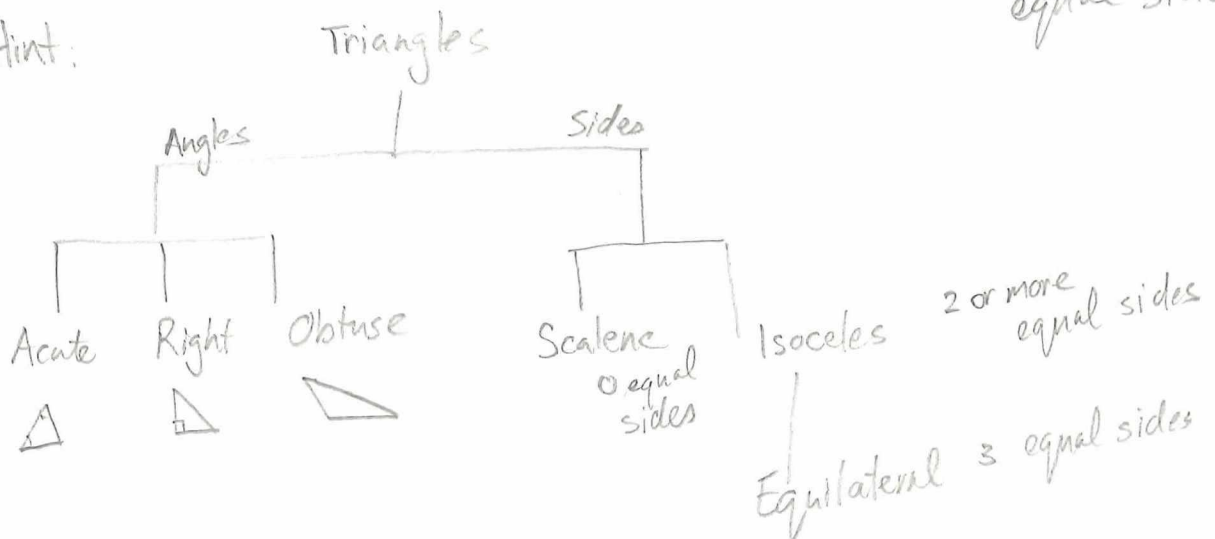 equal
Hint:
Triangles
Angles
Sides
Acute
Right
Obtuse
Scalene
0 equal
sides
Isoceles
2 or more
equal sides
Equilateral 3 equal sides